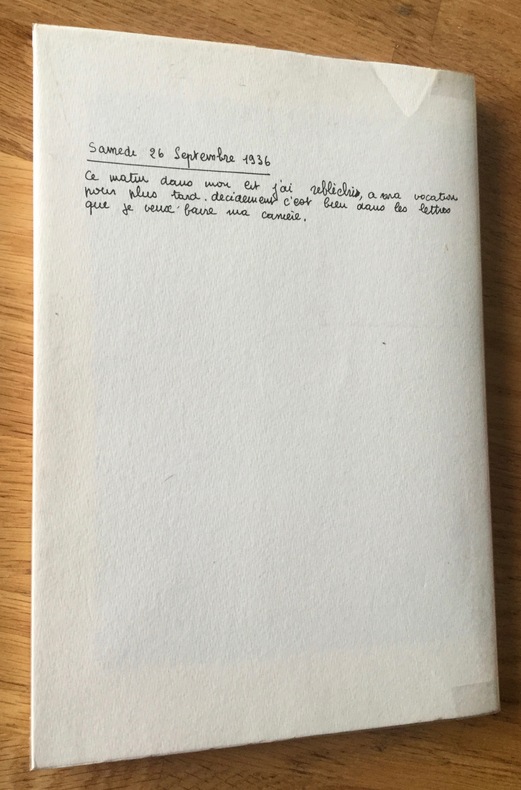 Samedi 26 Septembre 1936
Ce matin dans mon lit j'ai refléchis, a ma vocation
pour plus tard. decidement c'est bien dans les lettres
que je veux faire ma carrière.